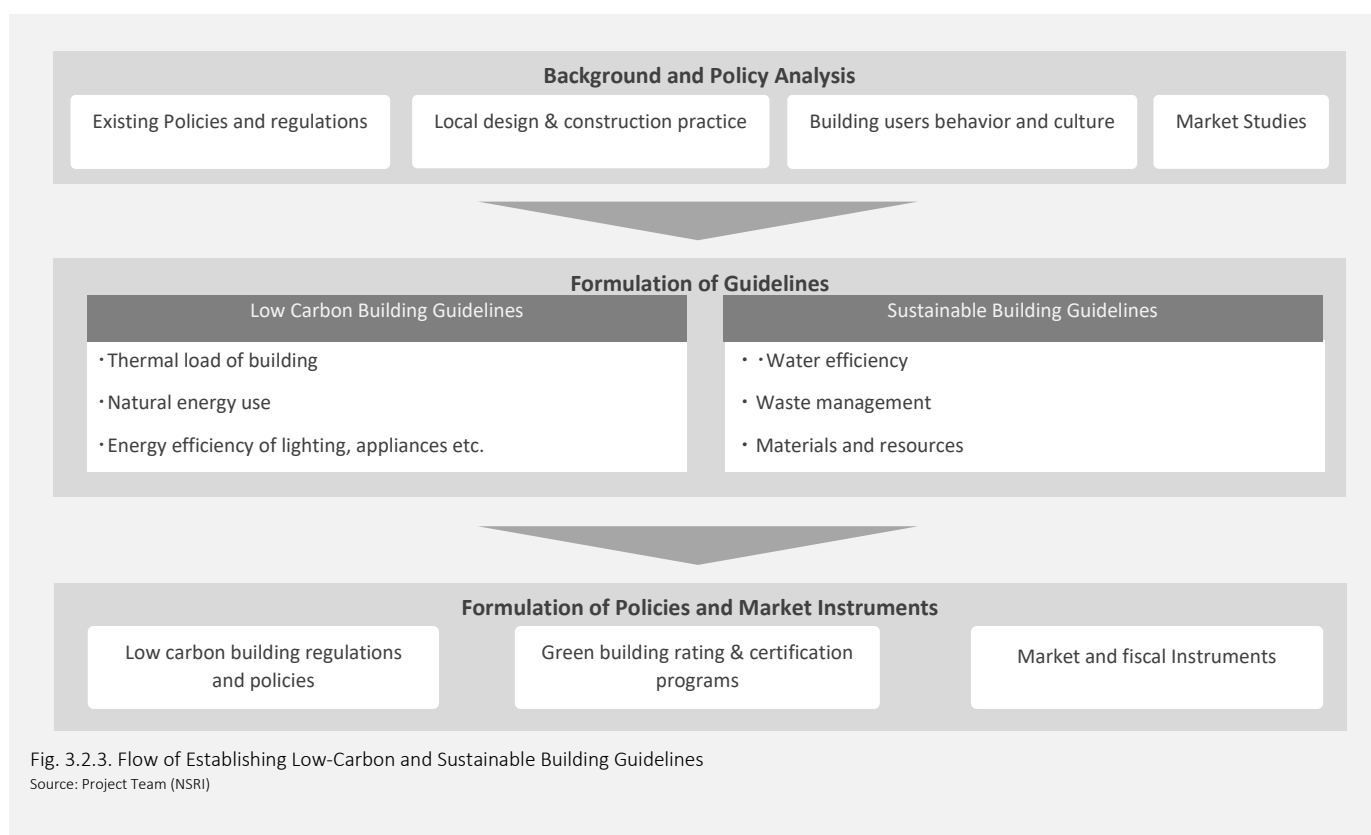 Background and Policy Analysis
Existing Policies and regulations
Local design & construction practice
Building users behavior and culture
Market Studies
Formulation of Guidelines
Low Carbon Building Guidelines
・Thermal load of building
・Natural energy use
・Energy efficiency of lighting, appliances etc.
Sustainable Building Guidelines
・ ・Water efficiency
・ Waste management
・ Materials and resources
Formulation of Policies and Market Instruments
Low carbon building regulations
and policies
Green building rating & certification
programs
Market and fiscal Instruments
Fig. 3.2.3. Flow of Establishing Low-Carbon and Sustainable Building Guidelines
Source: Project Team (NSRI)